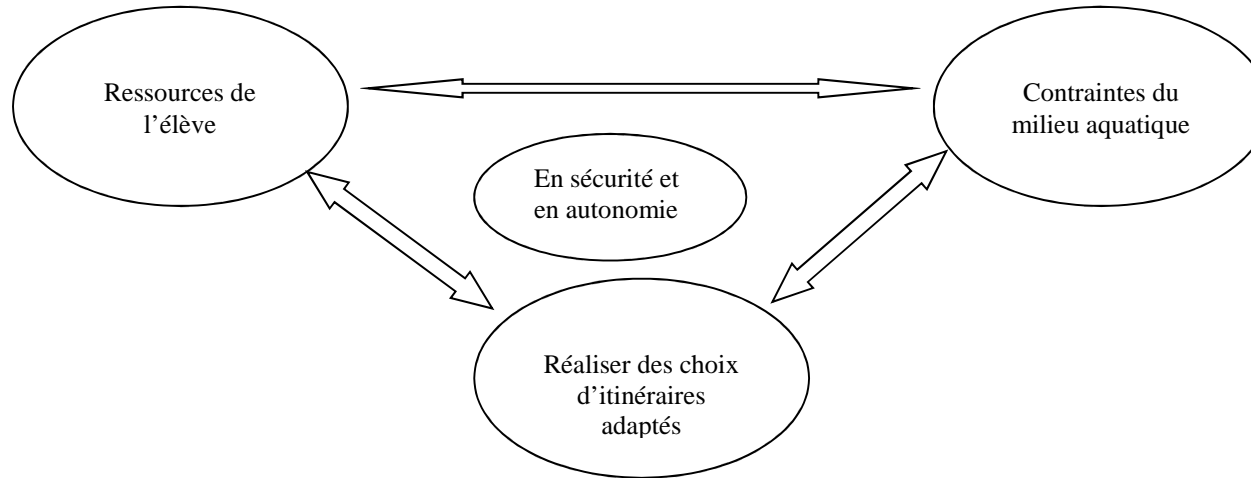 Ressources de
l’élève
Contraintes du
milieu aquatique
En sécurité et
en autonomie
Réaliser des choix
d’itinéraires
adaptés